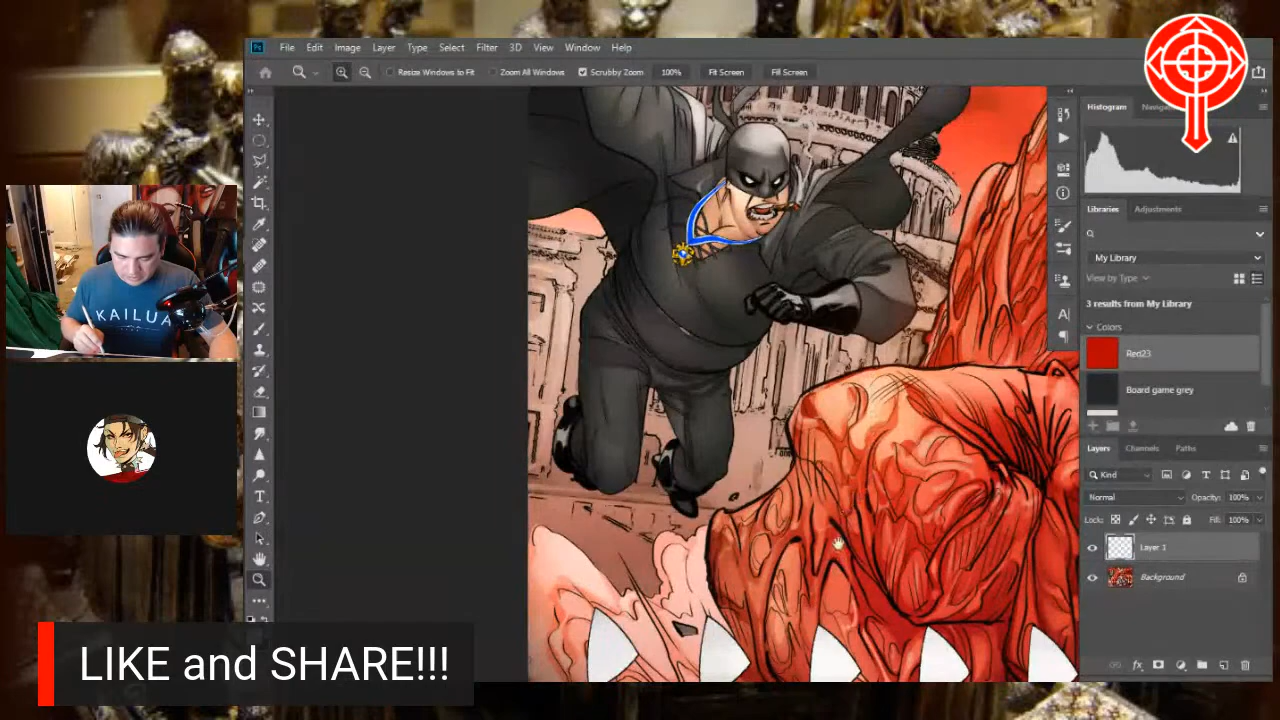 Ps File Edit Image Layer Type Select Filter 3D View Window Help
Resize Windows to Fit Zoom All Windows Scrubby Zoom 100% Fit Screen Fill Screen
Histogram
Libraries Adjustments
My Library
View by Type
3 results from My Library
Colors
Red23
Board game grey
Layers Channels Paths
Kind
Normal Opacity: 100%
Lock: Fill: 100%
Layer 1
Background
KAILUA
LIKE and SHARE!!!